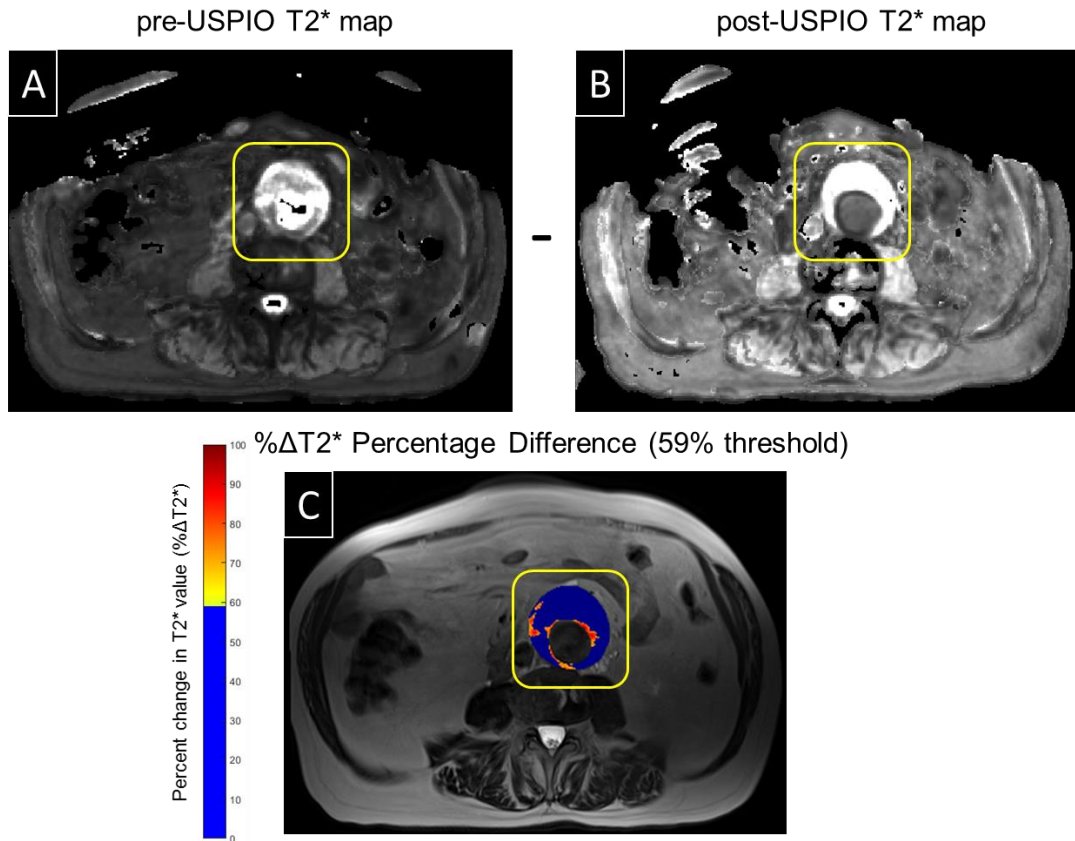 pre-USPIO T2* map
post-USPIO T2* map
A
B
-
%ΔT2* Percentage Difference (59% threshold)
C
Percent change in T2* value (%ΔT2*)
100
90
80
70
60
50
40
30
20
10
0